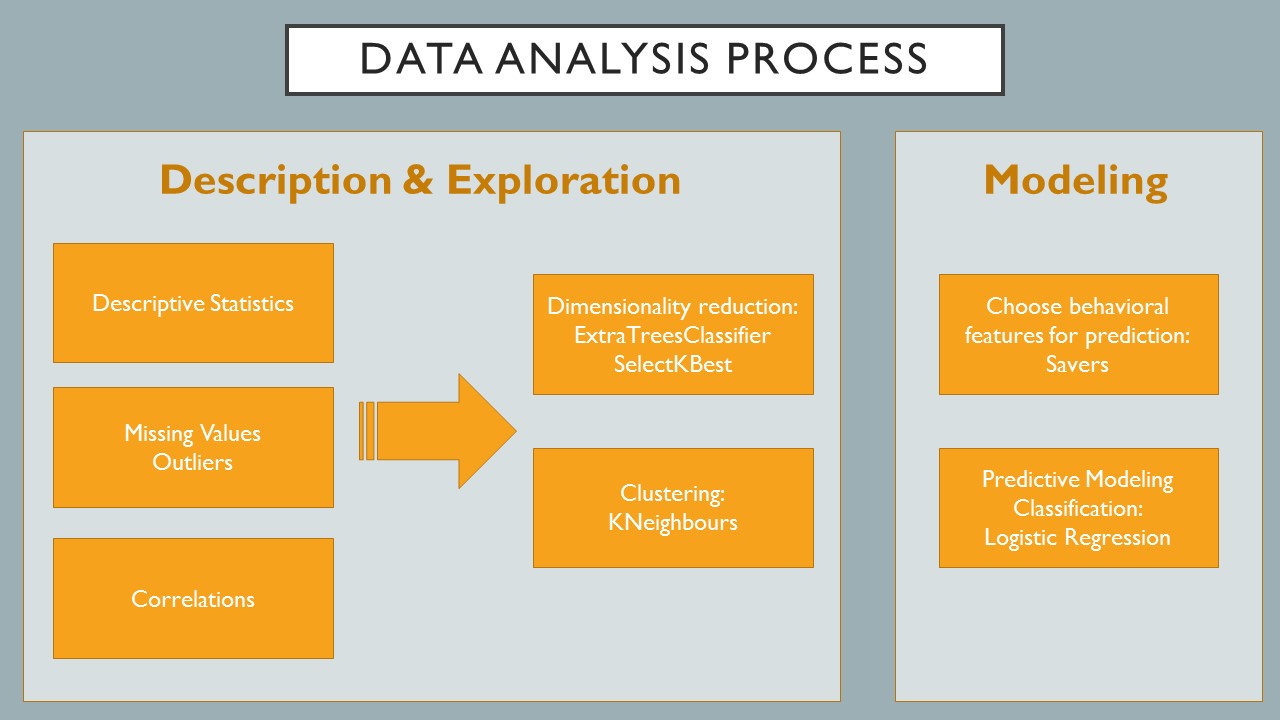 DATA ANALYSIS PROCESS
Description & Exploration
Descriptive Statistics
Missing Values
Outliers
Correlations
Dimensionality reduction:
ExtraTreesClassifier
SelectKBest
Clustering:
KNeighbours
Modeling
Choose behavioral
features for prediction:
Savers
Predictive Modeling
Classification:
Logistic Regression